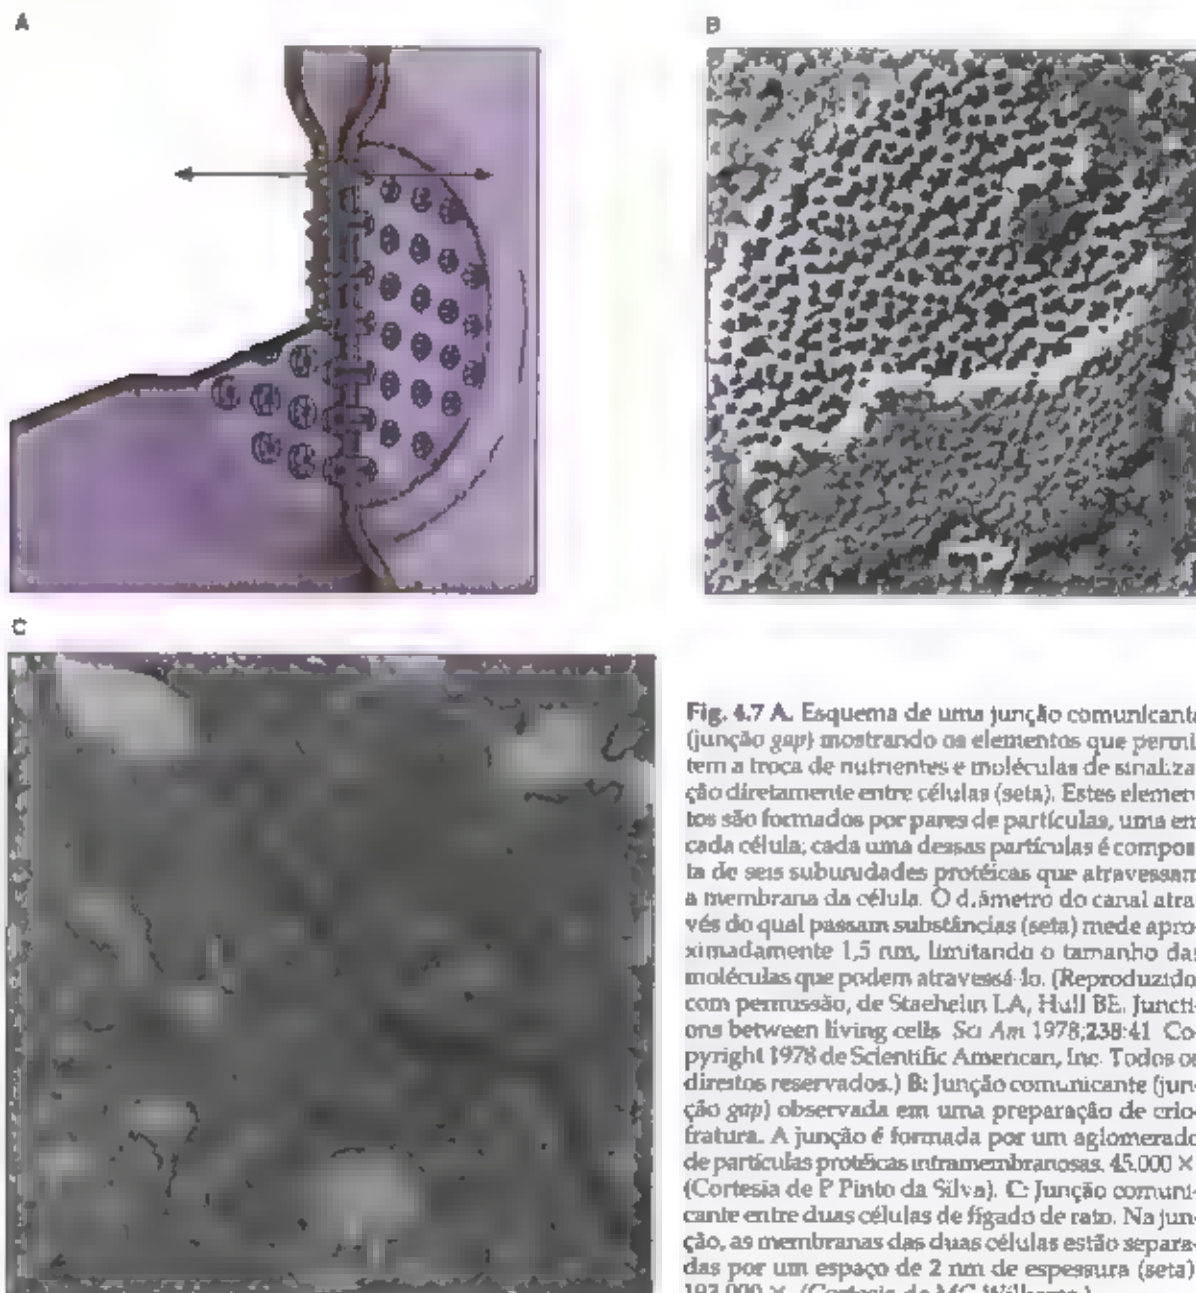 A
B
C
Fig. 4.7 A. Esquema de uma junção comunicante
(junção gap) mostrando os elementos que permi-
tem a troca de nutrientes e moléculas de sinaliza-
ção diretamente entre células (seta). Estes elemen-
tos são formados por pares de partículas, uma em
cada célula; cada uma dessas partículas é compos-
ta de seis subunidades protéicas que atravessam
a membrana da célula. O diâmetro do canal atra-
vés do qual passam substâncias (seta) mede apro-
ximadamente 1,5 nm, limitando o tamanho das
moléculas que podem atravessá-lo. (Reproduzido,
com permissão, de Staehelin LA, Hull BE. Juncti-
ons between living cells. Sci Am 1978;238:41. Co-
pyright 1978 de Scientific American, Inc. Todos os
direitos reservados.) B: Junção comunicante (jun-
ção gap) observada em uma preparação de crio-
fratura. A junção é formada por um aglomerado
de partículas protéicas intramembranosas. 45.000 ×
(Cortesia de P Pinto da Silva). C: Junção comuni-
cante entre duas células de fígado de rato. Na jun-
ção, as membranas das duas células estão separa-
das por um espaço de 2 nm de espessura (seta)
(Cortesia de MC